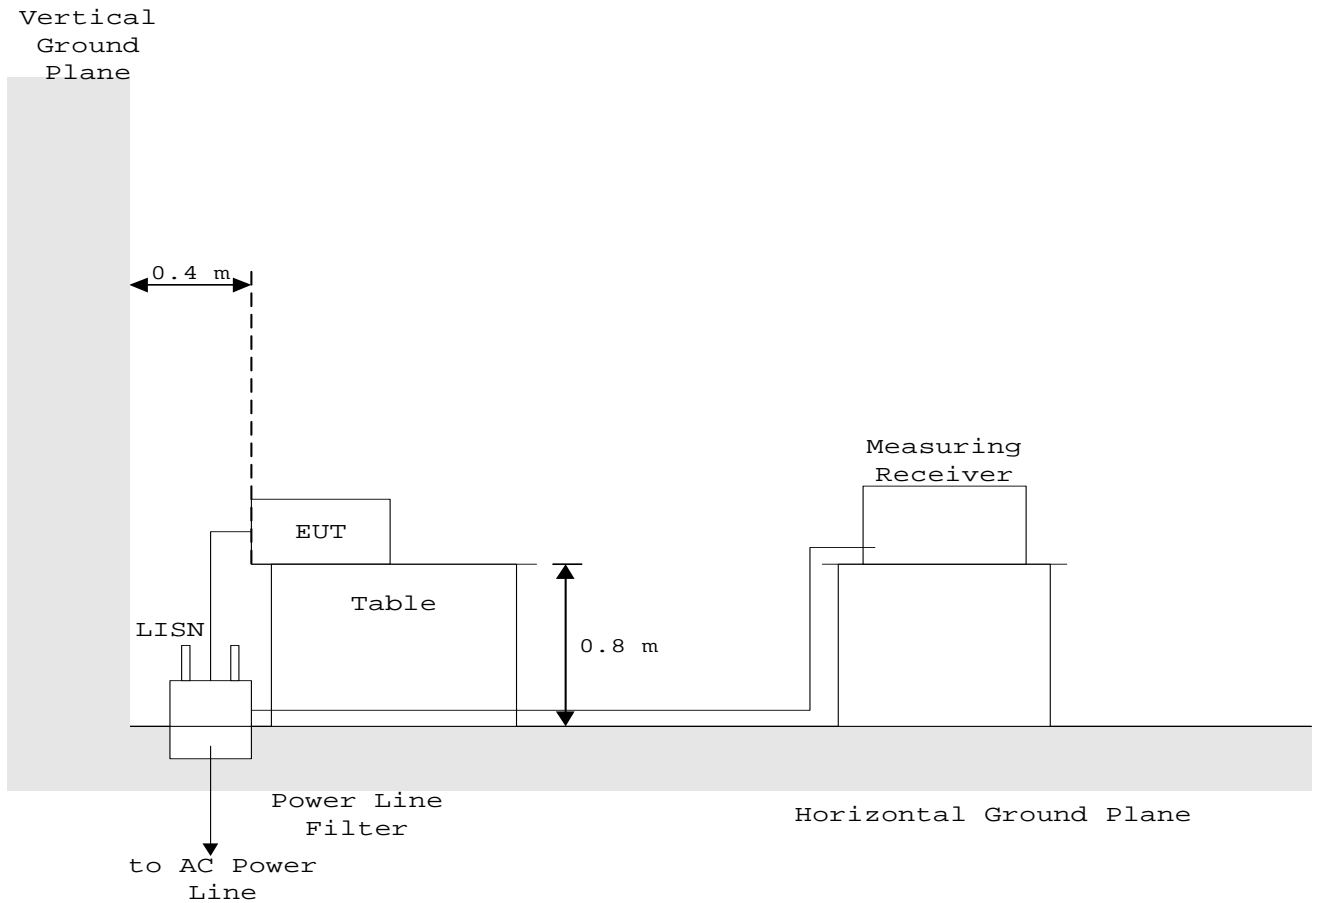 Vertical
Ground
Plane
0.4 m
Measuring
Receiver
EUT
Table
LISN
0.8 m
Power Line
Filter
Horizontal Ground Plane
to AC Power
Line